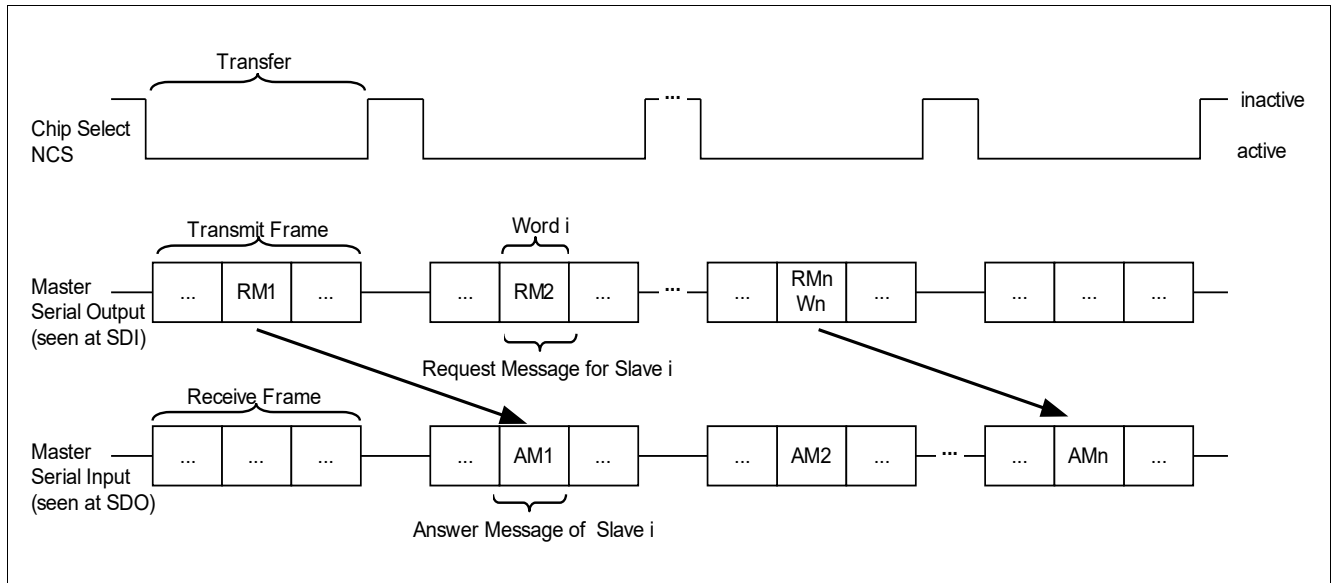 Transfer
...
inactive
Chip Select
NCS
active
Transmit Frame
Word i
Master
Serial Output
(seen at SDI)
... RM1 ... ... RM2 ... ... ... RMn
Wn ... ... ... ...
Request Message for Slave i
Receive Frame
Master
Serial Input
(seen at SDO)
... ... ... ... AM1 ... ... AM2 ... ... ... AMn ...
Answer Message of Slave i